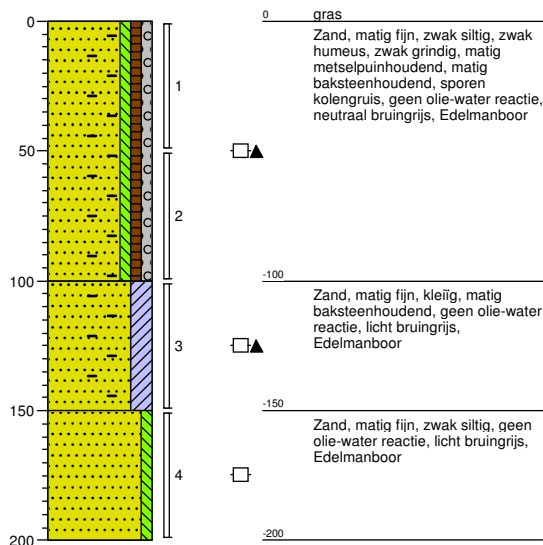 0
50
100
150
200
1
2
3
4
0 gras
Zand, matig fijn, zwak siltig, zwak
humeus, zwak grindig, matig
metselpuinhoudend, matig
baksteenhoudend, sporen
kolengruis, geen olie-water reactie,
neutraal bruingrijs, Edelmanboor
-100
Zand, matig fijn, kleiïg, matig
baksteenhoudend, geen olie-water
reactie, licht bruingrijs,
Edelmanboor
-150
Zand, matig fijn, zwak siltig, geen
olie-water reactie, licht bruingrijs,
Edelmanboor
-200